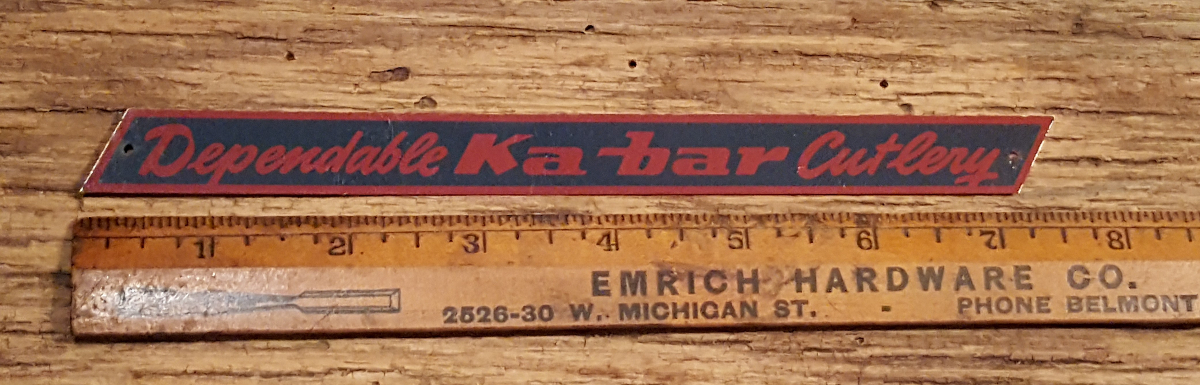 Dependable Ka-bar Cutlery
1 2 3 4 5 6 7 8
EMRICH HARDWARE CO.
2526-30 W. MICHIGAN ST. - PHONE BELMONT